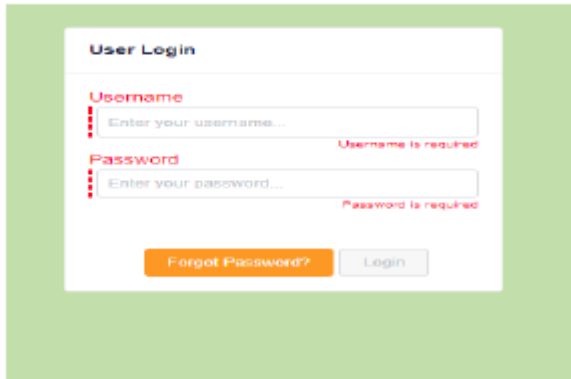 User Login
Username
Enter your username...
Username is required
Password
Enter your password...
Password is required
Forgot Password? Login